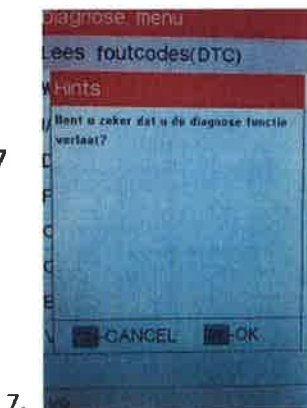 Diagnose menu
Lees foutcodes(DTC)
Hints
Bent u zeker dat u de diagnose functie
verlaat?
7
-CANCEL -OK
7.